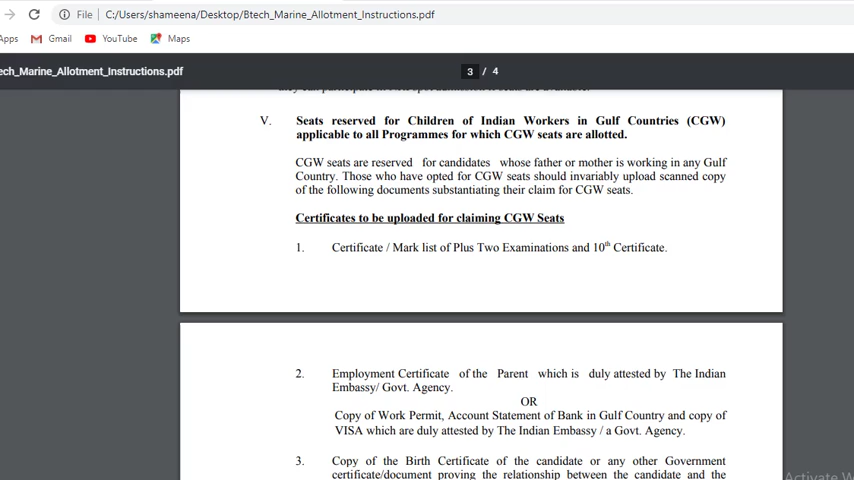 File | C:/Users/shameena/Desktop/Btech_Marine_Allotment_Instructions.pdf
Apps Gmail YouTube Maps
ech_Marine_Allotment_Instructions.pdf 3 / 4
they can participate in
V. Seats reserved for Children of Indian Workers in Gulf Countries (CGW)
applicable to all Programmes for which CGW seats are allotted.
CGW seats are reserved for candidates whose father or mother is working in any Gulf
Country. Those who have opted for CGW seats should invariably upload scanned copy
of the following documents substantiating their claim for CGW seats.
Certificates to be uploaded for claiming CGW Seats
1. Certificate / Mark list of Plus Two Examinations and 10th Certificate.
2. Employment Certificate of the Parent which is duly attested by The Indian
Embassy/ Govt. Agency.
OR
Copy of Work Permit, Account Statement of Bank in Gulf Country and copy of
VISA which are duly attested by The Indian Embassy / a Govt. Agency.
3. Copy of the Birth Certificate of the candidate or any other Government
certificate/document proving the relationship between the candidate and the
Activate W